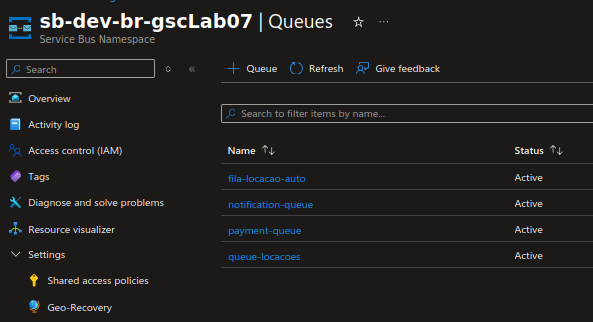 sb-dev-br-gscLab07 | Queues ☆ ...
Service Bus Namespace
Search
«
+ Queue Refresh Give feedback
Overview
Activity log
Access control (IAM)
Tags
Diagnose and solve problems
Resource visualizer
Settings
Shared access policies
Geo-Recovery
Search to filter items by name...
Name ↑↓ Status ↑↓
fila-locacao-auto Active
notification-queue Active
payment-queue Active
queue-locacoes Active